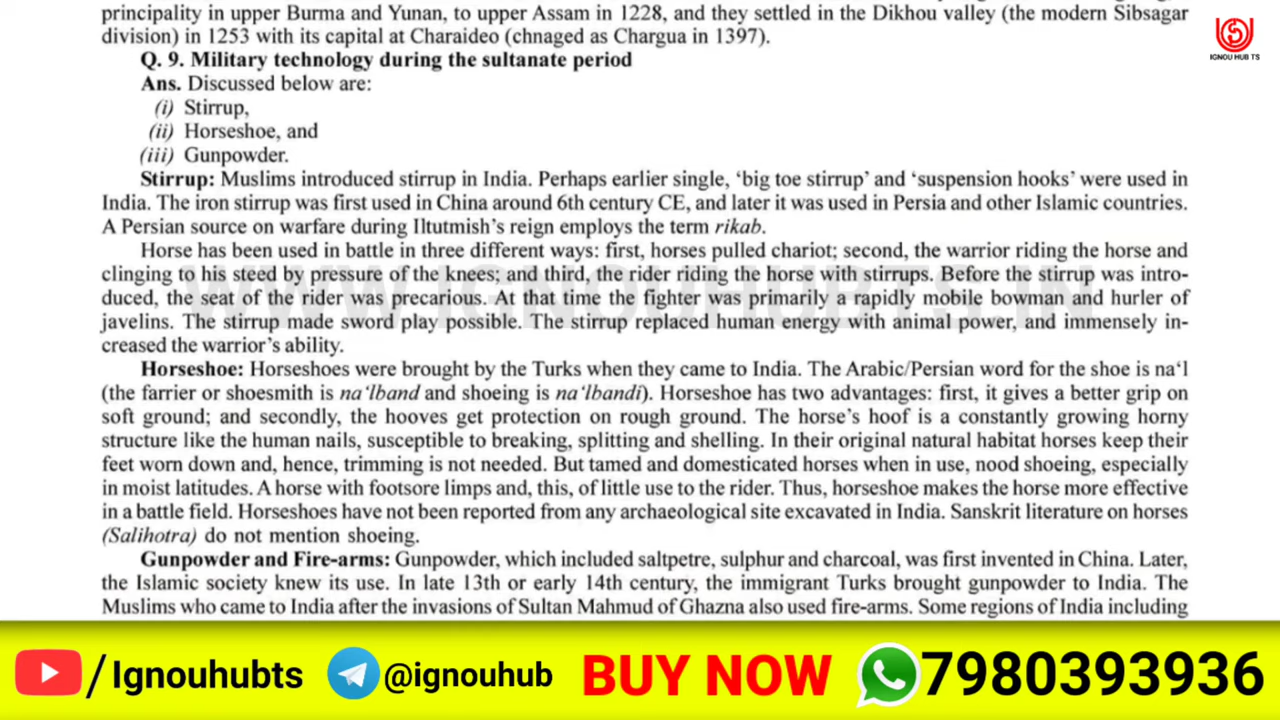 principality in upper Burma and Yunan, to upper Assam in 1228, and they settled in the Dikhou valley (the modern Sibsagar
division) in 1253 with its capital at Charaideo (chnaged as Chargua in 1397).
Q. 9. Military technology during the sultanate period
Ans. Discussed below are:
(i) Stirrup,
(ii) Horseshoe, and
(iii) Gunpowder.
Stirrup: Muslims introduced stirrup in India. Perhaps earlier single, ‘big toe stirrup’ and ‘suspension hooks’ were used in
India. The iron stirrup was first used in China around 6th century CE, and later it was used in Persia and other Islamic countries.
A Persian source on warfare during Iltutmish’s reign employs the term rikab.
Horse has been used in battle in three different ways: first, horses pulled chariot; second, the warrior riding the horse and
clinging to his steed by pressure of the knees; and third, the rider riding the horse with stirrups. Before the stirrup was intro-
duced, the seat of the rider was precarious. At that time the fighter was primarily a rapidly mobile bowman and hurler of
javelins. The stirrup made sword play possible. The stirrup replaced human energy with animal power, and immensely in-
creased the warrior’s ability.
Horseshoe: Horseshoes were brought by the Turks when they came to India. The Arabic/Persian word for the shoe is na‘l
(the farrier or shoesmith is na‘lband and shoeing is na‘lbandi). Horseshoe has two advantages: first, it gives a better grip on
soft ground; and secondly, the hooves get protection on rough ground. The horse’s hoof is a constantly growing horny
structure like the human nails, susceptible to breaking, splitting and shelling. In their original natural habitat horses keep their
feet worn down and, hence, trimming is not needed. But tamed and domesticated horses when in use, nood shoeing, especially
in moist latitudes. A horse with footsore limps and, this, of little use to the rider. Thus, horseshoe makes the horse more effective
in a battle field. Horseshoes have not been reported from any archaeological site excavated in India. Sanskrit literature on horses
(Salihotra) do not mention shoeing.
Gunpowder and Fire-arms: Gunpowder, which included saltpetre, sulphur and charcoal, was first invented in China. Later,
the Islamic society knew its use. In late 13th or early 14th century, the immigrant Turks brought gunpowder to India. The
Muslims who came to India after the invasions of Sultan Mahmud of Ghazna also used fire-arms. Some regions of India including
WWW.IGNOUHUBTS.IN
IGNOU HUB TS
/Ignouhubts @ignouhub BUY NOW 7980393936